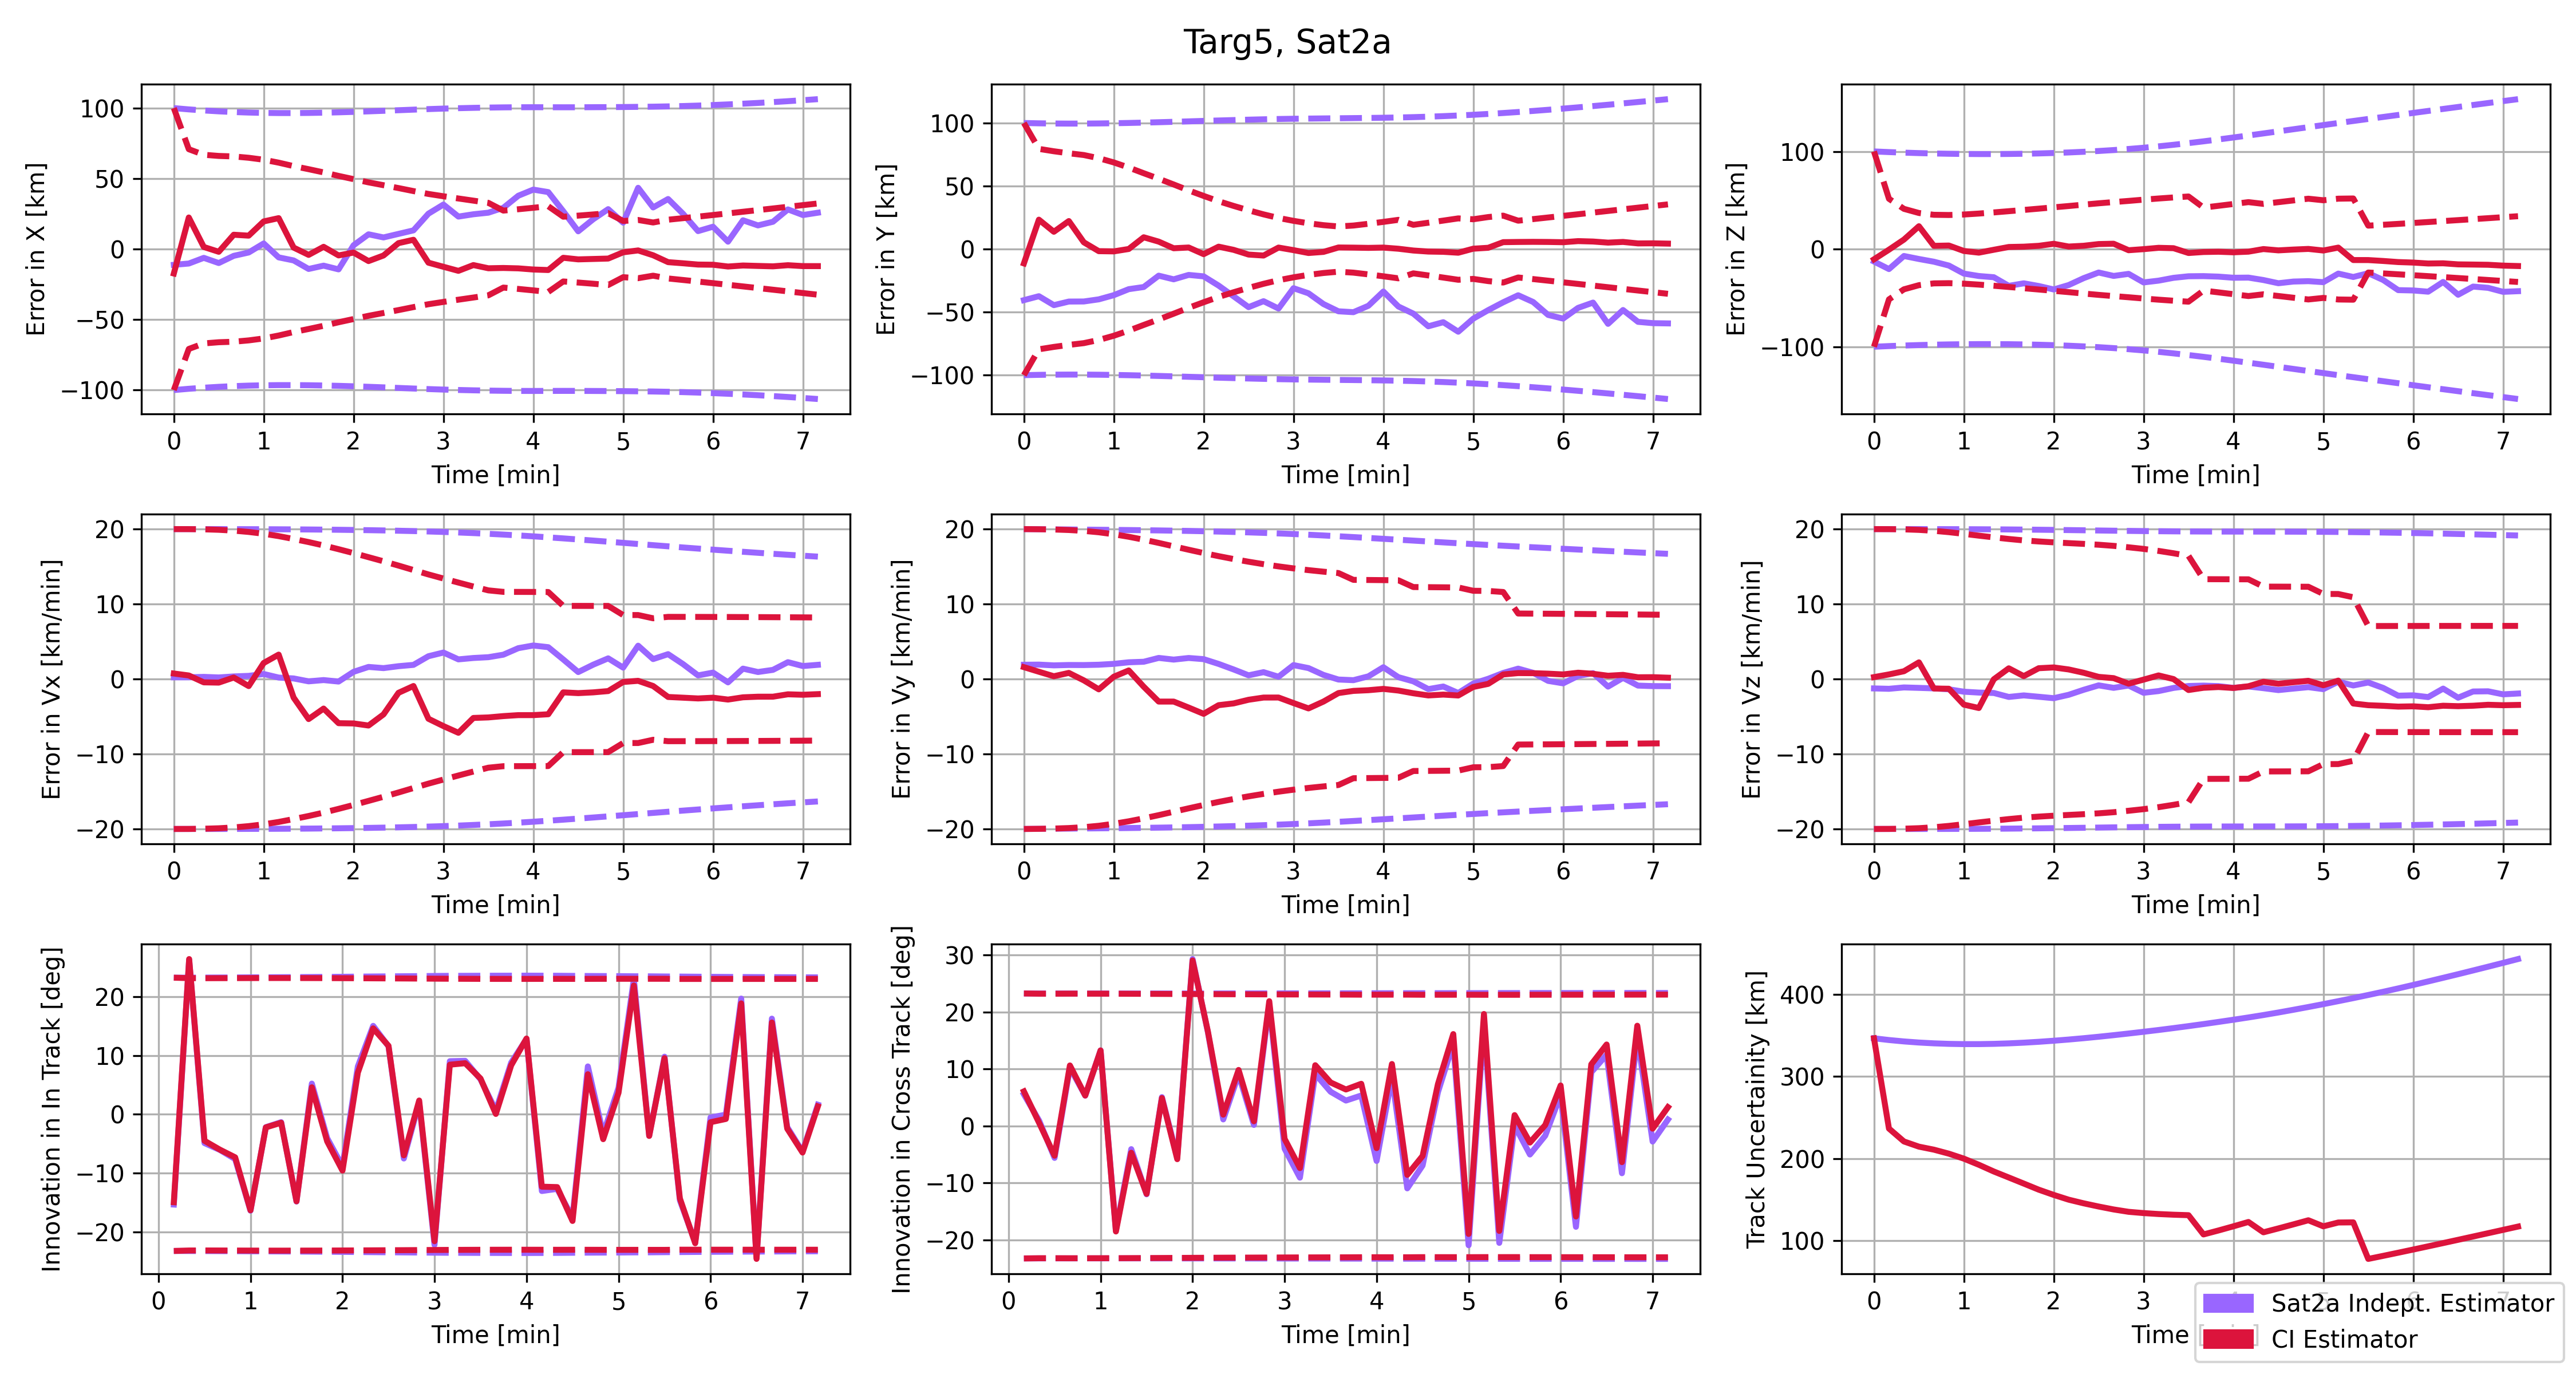 Targ5, Sat2a
Error in X [km]
100
50
0
−50
−100
0 1 2 3 4 5 6 7
Time [min]
Error in Y [km]
100
50
0
−50
−100
0 1 2 3 4 5 6 7
Time [min]
Error in Z [km]
100
0
−100
0 1 2 3 4 5 6 7
Time [min]
Error in Vx [km/min]
20
10
0
−10
−20
0 1 2 3 4 5 6 7
Time [min]
Error in Vy [km/min]
20
10
0
−10
−20
0 1 2 3 4 5 6 7
Time [min]
Error in Vz [km/min]
20
10
0
−10
−20
0 1 2 3 4 5 6 7
Time [min]
Innovation in In Track [deg]
20
10
0
−10
−20
0 1 2 3 4 5 6 7
Time [min]
Innovation in Cross Track [deg]
30
20
10
0
−10
−20
0 1 2 3 4 5 6 7
Time [min]
Track Uncertainity [km]
400
300
200
100
0 1 2 3
Time
Sat2a Indept. Estimator
CI Estimator